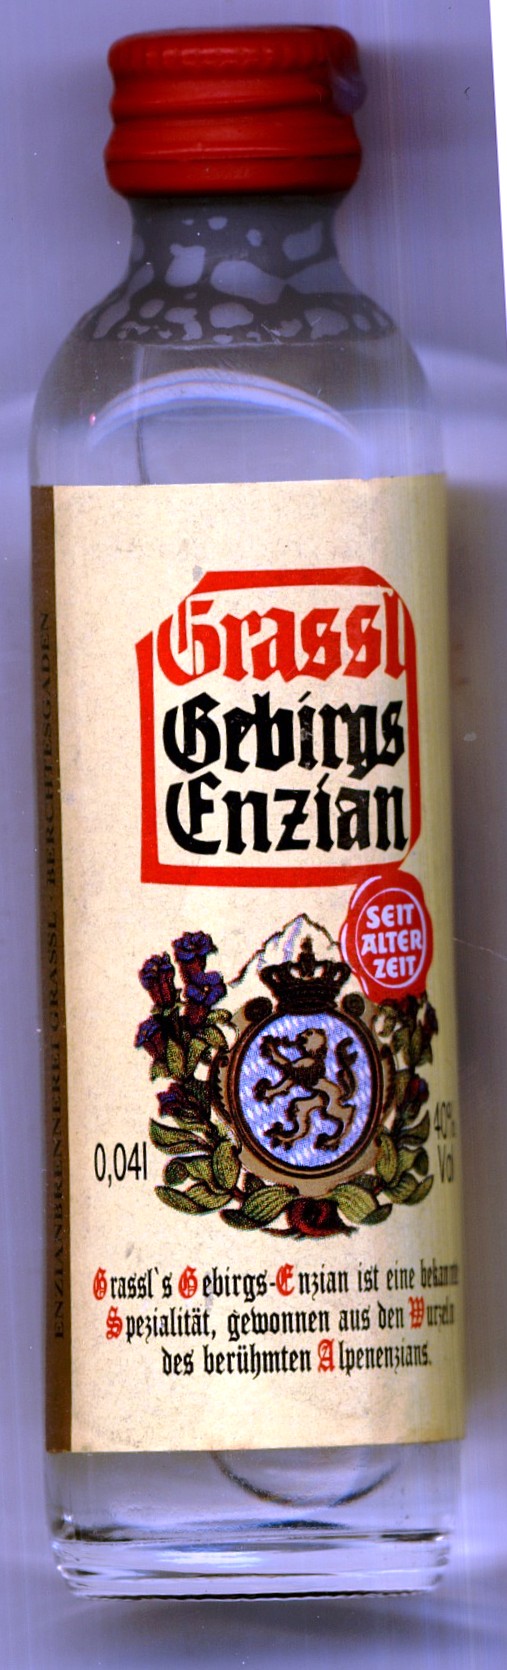 Grassl
Gebirgs
Enzian
SEIT
ALTER
ZEIT
0,04l
40%
Vol
Grassl`s Gebirgs-Enzian ist eine bekannte
Spezialität, gewonnen aus den Wurzeln
des berühmten Alpenenzians.
ENZIANBRENNEREI GRASSL · BERCHTESGADEN